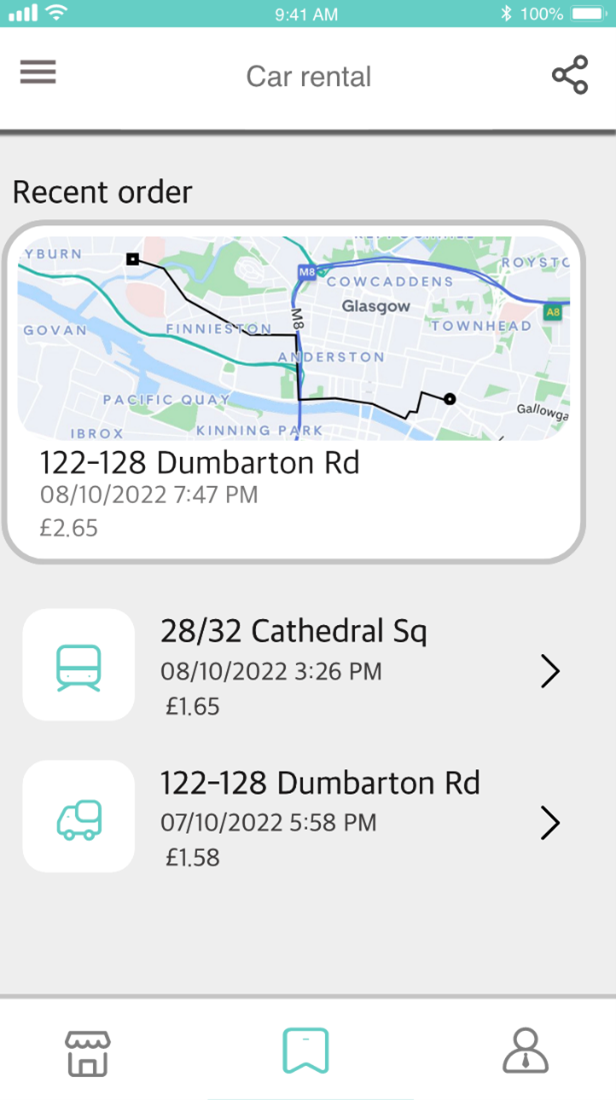 9:41 AM
100%
Car rental
Recent order
YBURN
M8
ROYSTC
COWCADDENS
Glasgow
A8
M8
GOVAN
FINNIESTON
TOWNHEAD
ANDERSTON
PACIFIC QUAY
Gallowga
IBROX
KINNING PARK
122-128 Dumbarton Rd
08/10/2022 7:47 PM
£2.65
28/32 Cathedral Sq
08/10/2022 3:26 PM
£1.65
122-128 Dumbarton Rd
07/10/2022 5:58 PM
£1.58